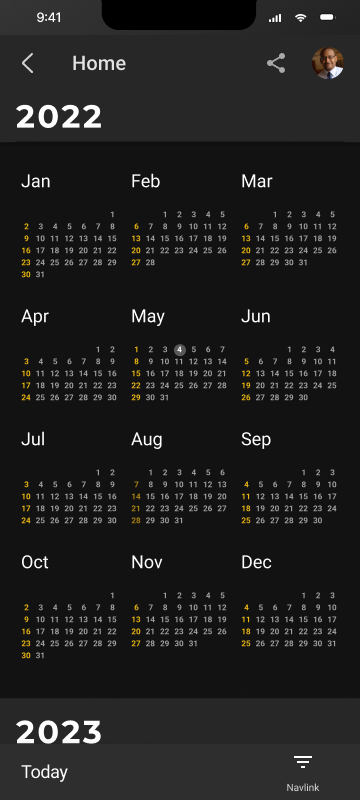 9:41
Home
2022
Jan
1
2 3 4 5 6 7 8
9 10 11 12 13 14 15
16 17 18 19 20 21 22
23 24 25 26 27 28 29
30 31
Feb
1 2 3 4 5
6 7 8 9 10 11 12
13 14 15 16 17 18 19
20 21 22 23 24 25 26
27 28
Mar
1 2 3 4 5
6 7 8 9 10 11 12
13 14 15 16 17 18 19
20 21 22 23 24 25 26
27 28 29 30 31
Apr
1 2
3 4 5 6 7 8 9
10 11 12 13 14 15 16
17 18 19 20 21 22 23
24 25 26 27 28 29 30
May
1 2 3 4 5 6 7
8 9 10 11 12 13 14
15 16 17 18 19 20 21
22 23 24 25 26 27 28
29 30 31
Jun
1 2 3 4
5 6 7 8 9 10 11
12 13 14 15 16 17 18
19 20 21 22 23 24 25
26 27 28 29 30
Jul
1 2
3 4 5 6 7 8 9
10 11 12 13 14 15 16
17 18 19 20 21 22 23
24 25 26 27 28 29 30
Aug
1 2 3 4 5 6
7 8 9 10 11 12 13
14 15 16 17 18 19 20
21 22 23 24 25 26 27
28 29 30 31
Sep
1 2 3
4 5 6 7 8 9 10
11 12 13 14 15 16 17
18 19 20 21 22 23 24
25 26 27 28 29 30
Oct
1
2 3 4 5 6 7 8
9 10 11 12 13 14 15
16 17 18 19 20 21 22
23 24 25 26 27 28 29
30 31
Nov
1 2 3 4 5
6 7 8 9 10 11 12
13 14 15 16 17 18 19
20 21 22 23 24 25 26
27 28 29 30 31
Dec
1 2 3
4 5 6 7 8 9 10
11 12 13 14 15 16 17
18 19 20 21 22 23 24
25 26 27 28 29 30 31
2023
Today
Navlink